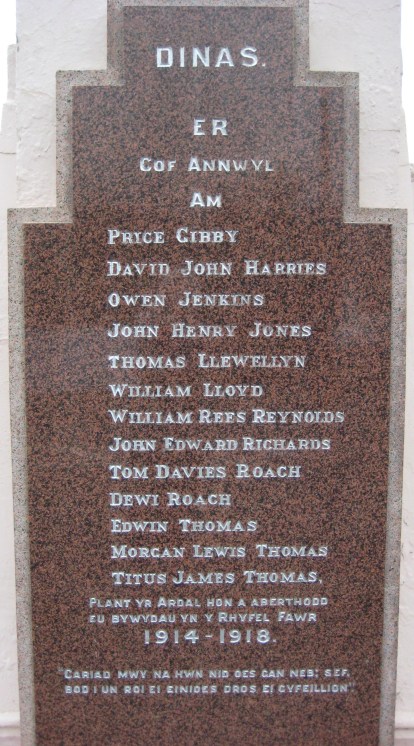 DINAS.
ER
COF ANNWYL
AM
PRICE GIBBY
DAVID JOHN HARRIES
OWEN JENKINS
JOHN HENRY JONES
THOMAS LLEWELLYN
WILLIAM LLOYD
WILLIAM REES REYNOLDS
JOHN EDWARD RICHARDS
TOM DAVIES ROACH
DEWI ROACH
EDWIN THOMAS
MORGAN LEWIS THOMAS
TITUS JAMES THOMAS,
PLANT YR ARDAL HON A ABERTHODD
EU BYWYDAU YN Y RHYFEL FAWR
1914-1918.
"CARIAD MWY NA HWN NID OES GAN NEB; SEF,
BOD I UN ROI EI EINIOES DROS EI GYFEILLION".